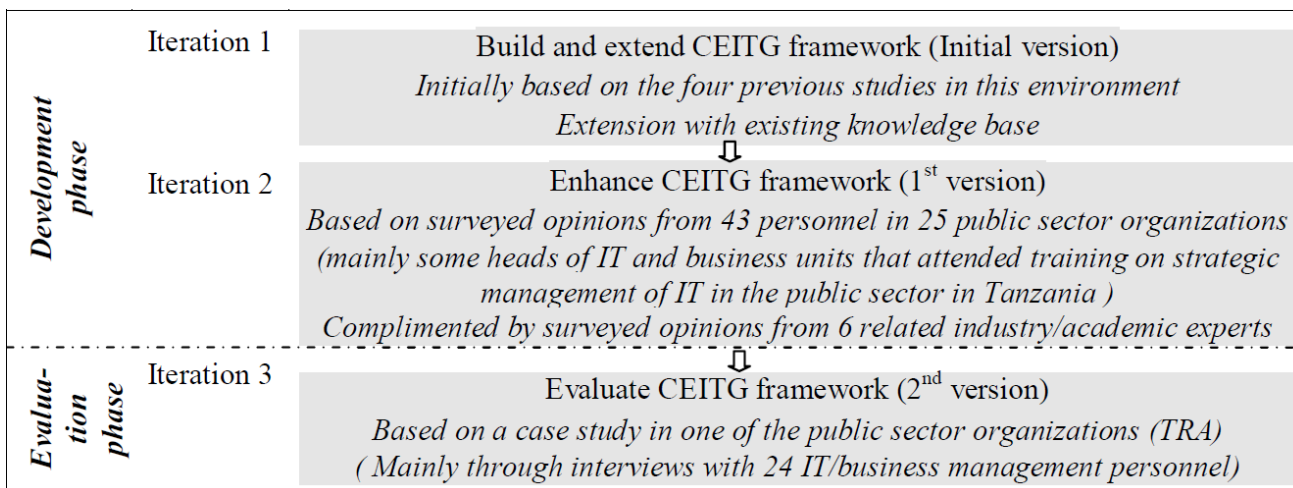 Development
phase
Iteration 1
Build and extend CEITG framework (Initial version)
Initially based on the four previous studies in this environment
Extension with existing knowledge base
Iteration 2
Enhance CEITG framework (1st version)
Based on surveyed opinions from 43 personnel in 25 public sector organizations
(mainly some heads of IT and business units that attended training on strategic
management of IT in the public sector in Tanzania )
Complimented by surveyed opinions from 6 related industry/academic experts
Evalua-
tion
phase
Iteration 3
Evaluate CEITG framework (2nd version)
Based on a case study in one of the public sector organizations (TRA)
( Mainly through interviews with 24 IT/business management personnel)